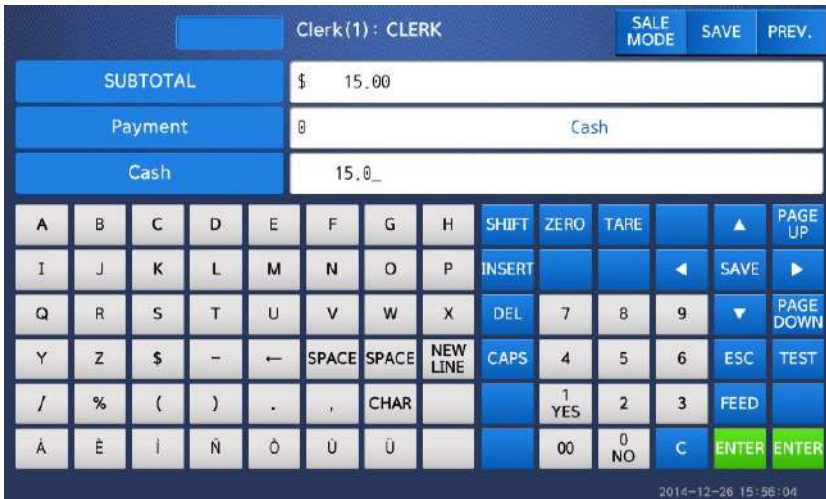 Clerk(1): CLERK SALE MODE SAVE PREV.
SUBTOTAL $ 15.00
Payment 0 Cash
Cash 15.0_
A B C D E F G H SHIFT ZERO TARE ▲ PAGE UP
I J K L M N O P INSERT ◀ SAVE ▶
Q R S T U V W X DEL 7 8 9 ▼ PAGE DOWN
Y Z $ - ← SPACE SPACE NEW LINE CAPS 4 5 6 ESC TEST
/ % ( ) . , CHAR 1 YES 2 3 FEED
À È Ì Ñ Ô Ù Ü 00 0 NO C ENTER ENTER
2014-12-26 15:56:04